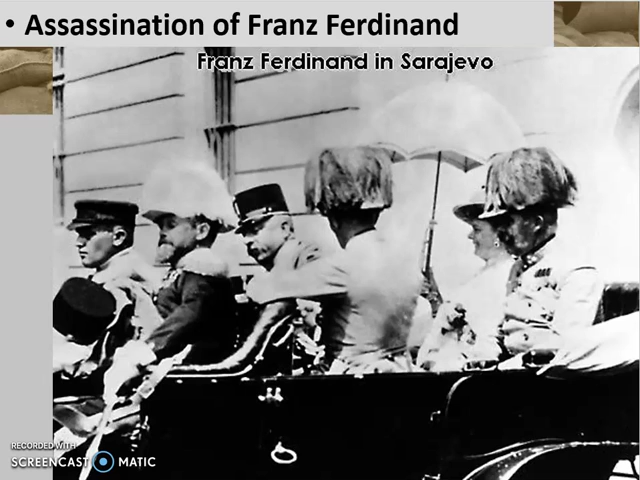 • Assassination of Franz Ferdinand
Franz Ferdinand in Sarajevo
RECORDED WITH
SCREENCAST MATIC